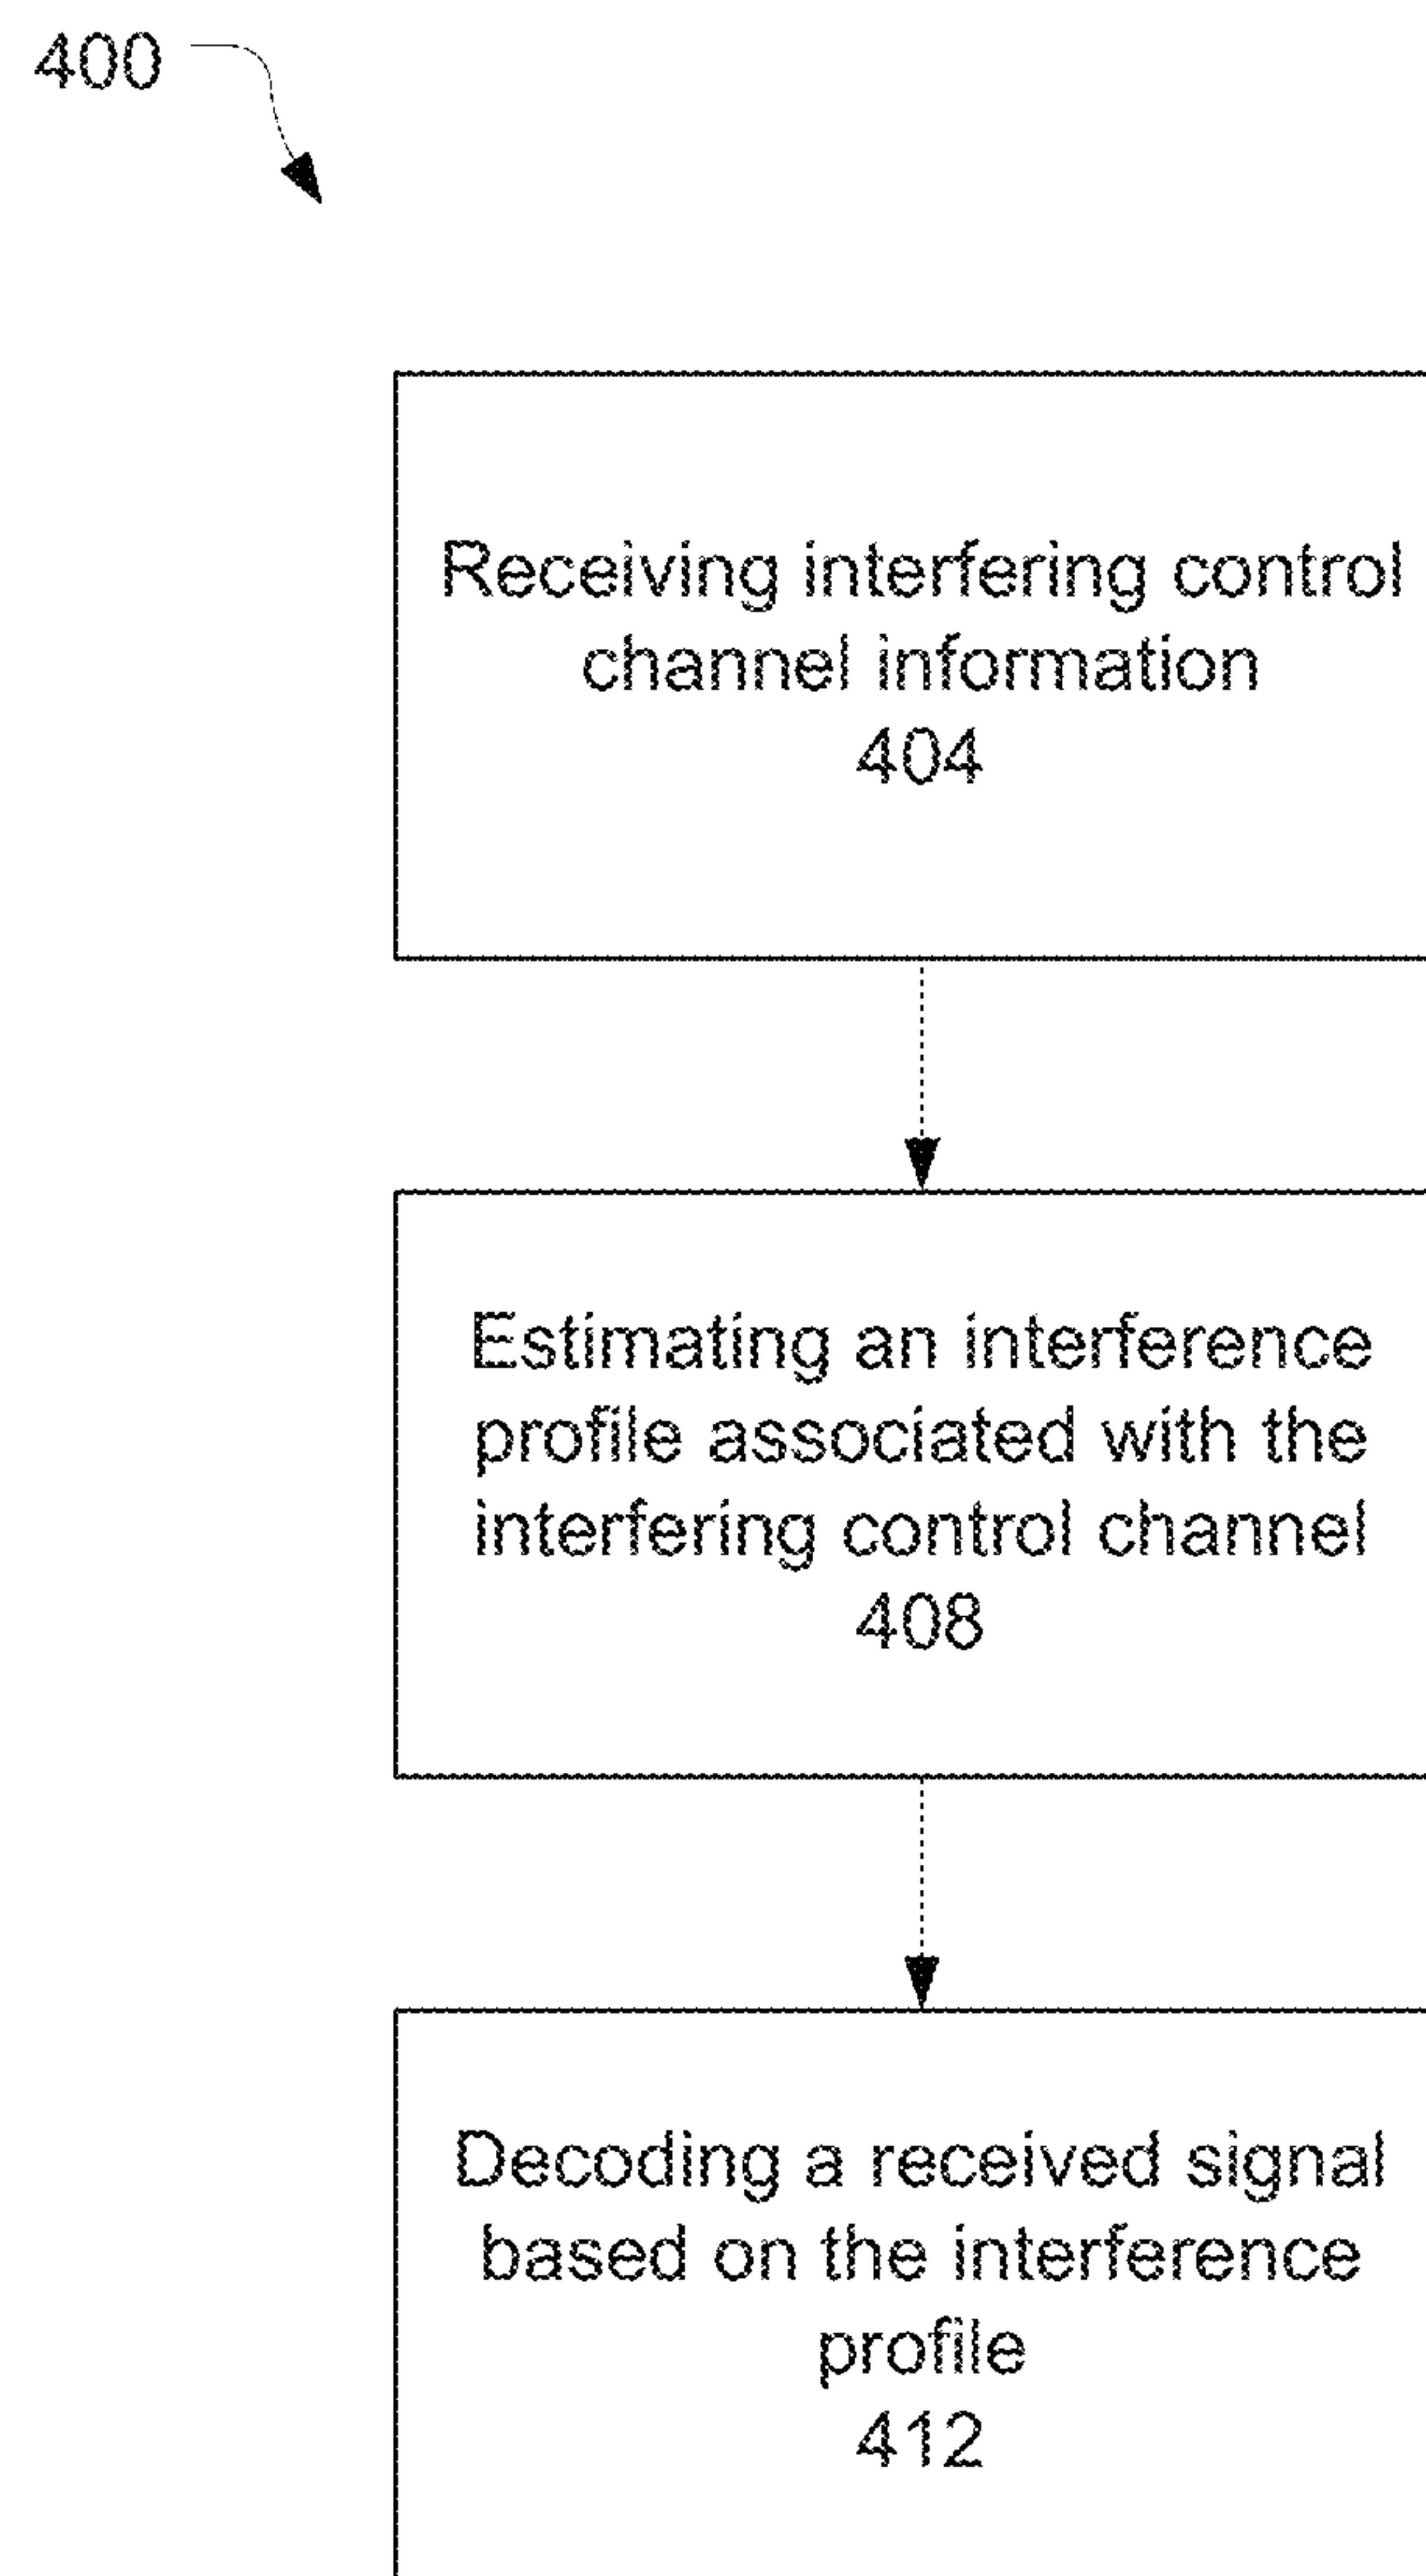 400
Receiving interfering control
channel information
404
Estimating an interference
profile associated with the
interfering control channel
408
Decoding a received signal
based on the interference
profile
412